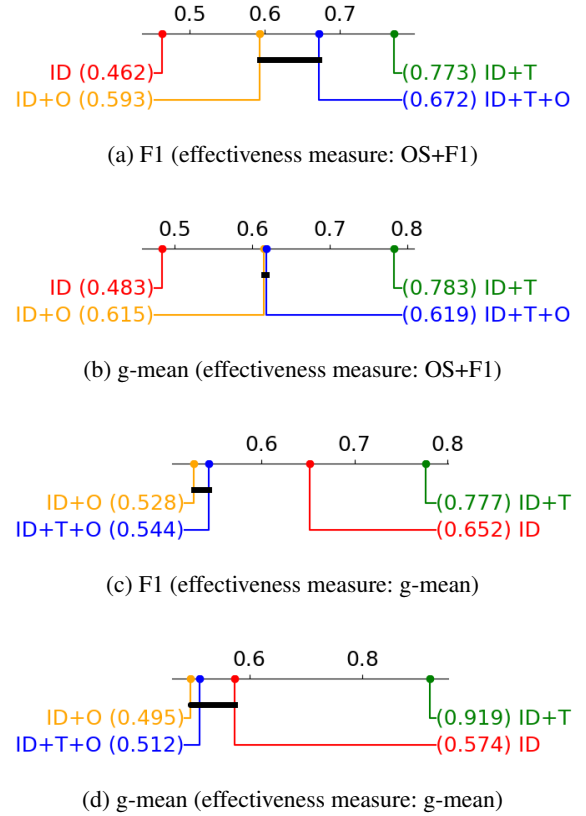 0.5 0.6 0.7
ID (0.462) (0.773) ID+T
ID+O (0.593) (0.672) ID+T+O
(a) F1 (effectiveness measure: OS+F1)
0.5 0.6 0.7 0.8
ID (0.483) (0.783) ID+T
ID+O (0.615) (0.619) ID+T+O
(b) g-mean (effectiveness measure: OS+F1)
0.6 0.7 0.8
ID+O (0.528) (0.777) ID+T
ID+T+O (0.544) (0.652) ID
(c) F1 (effectiveness measure: g-mean)
0.6 0.8
ID+O (0.495) (0.919) ID+T
ID+T+O (0.512) (0.574) ID
(d) g-mean (effectiveness measure: g-mean)